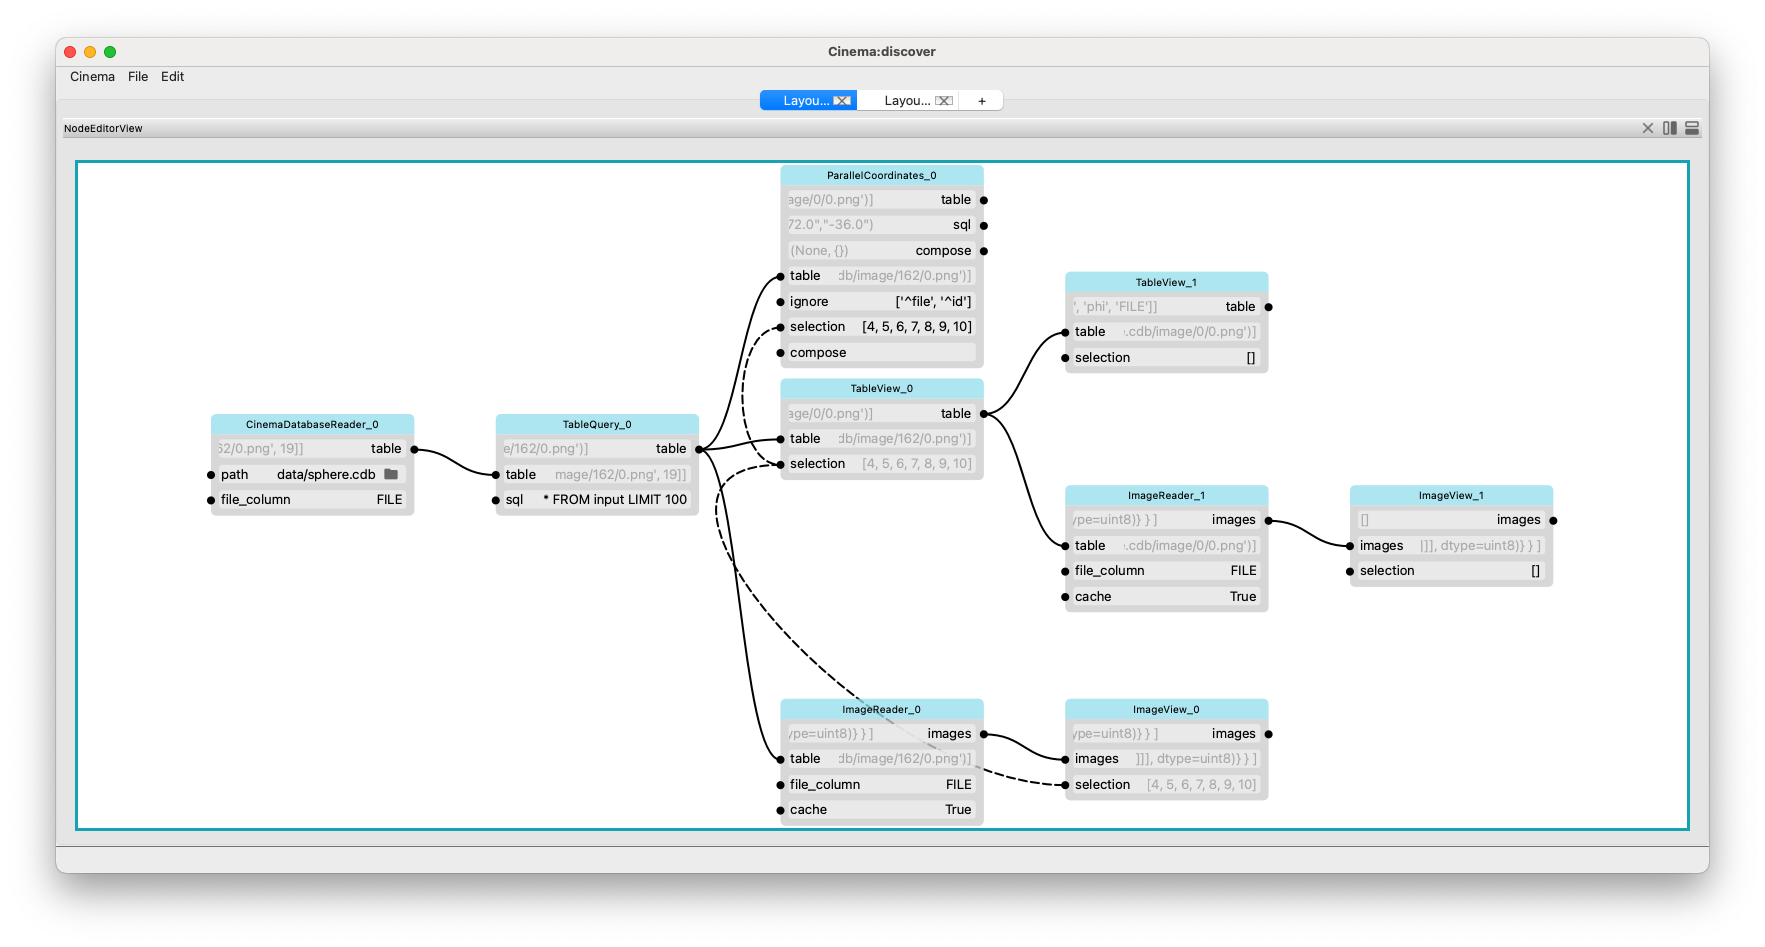 Cinema:discover
Cinema File Edit
Layou... Layou... +
NodeEditorView
ParallelCoordinates_0
age/0/0.png')] table
72.0","-36.0") sql
(None, {}) compose
table db/image/162/0.png')]
ignore ['^file', '^id']
selection [4, 5, 6, 7, 8, 9, 10]
compose
TableView_1
', 'phi', 'FILE']] table
table .cdb/image/0/0.png')]
selection []
TableView_0
age/0/0.png')] table
table db/image/162/0.png')]
selection [4, 5, 6, 7, 8, 9, 10]
CinemaDatabaseReader_0
62/0.png', 19]] table
path data/sphere.cdb
file_column FILE
TableQuery_0
e/162/0.png')] table
table mage/162/0.png', 19]]
sql * FROM input LIMIT 100
ImageReader_1
ype=uint8)} } ] images
table .cdb/image/0/0.png')]
file_column FILE
cache True
ImageView_1
[] images
images ]]], dtype=uint8)} } ]
selection []
ImageReader_0
ype=uint8)} } ] images
table db/image/162/0.png')]
file_column FILE
cache True
ImageView_0
ype=uint8)} } ] images
images ]]], dtype=uint8)} } ]
selection [4, 5, 6, 7, 8, 9, 10]